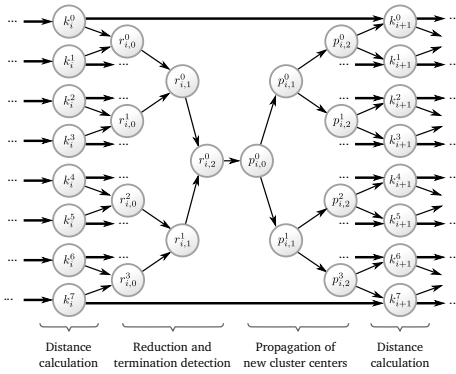 ... k_i^0 r_{i,0}^0 p_{i,2}^0 k_{i+1}^0 ...
... k_i^1 ... r_{i,1}^0 p_{i,1}^0 ... k_{i+1}^1 ...
... k_i^2 ... r_{i,0}^1 p_{i,2}^1 ... k_{i+1}^2 ...
... k_i^3 ... ... k_{i+1}^3 ...
r_{i,2}^0 p_{i,0}^0
... k_i^4 ... r_{i,0}^2 p_{i,2}^2 ... k_{i+1}^4 ...
... k_i^5 ... r_{i,1}^1 p_{i,1}^1 ... k_{i+1}^5 ...
... k_i^6 ... r_{i,0}^3 p_{i,2}^3 ... k_{i+1}^6 ...
... k_i^7 k_{i+1}^7 ...
Distance
calculation
Reduction and
termination detection
Propagation of
new cluster centers
Distance
calculation